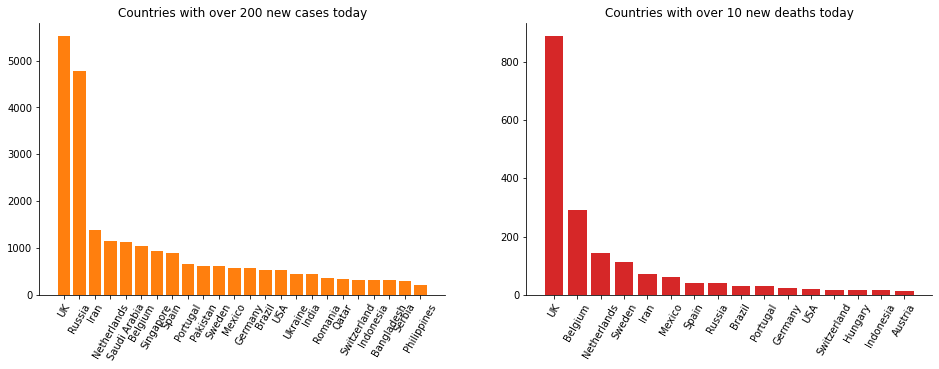 Countries with over 200 new cases today
5000
4000
3000
2000
1000
0
UK
Russia
Iran
Netherlands
Saudi Arabia
Belgium
Singapore
Spain
Portugal
Pakistan
Sweden
Mexico
Germany
Brazil
USA
Ukraine
India
Romania
Qatar
Switzerland
Indonesia
Bangladesh
Serbia
Philippines
Countries with over 10 new deaths today
800
600
400
200
0
UK
Belgium
Netherlands
Sweden
Iran
Mexico
Spain
Russia
Brazil
Portugal
Germany
USA
Switzerland
Hungary
Indonesia
Austria